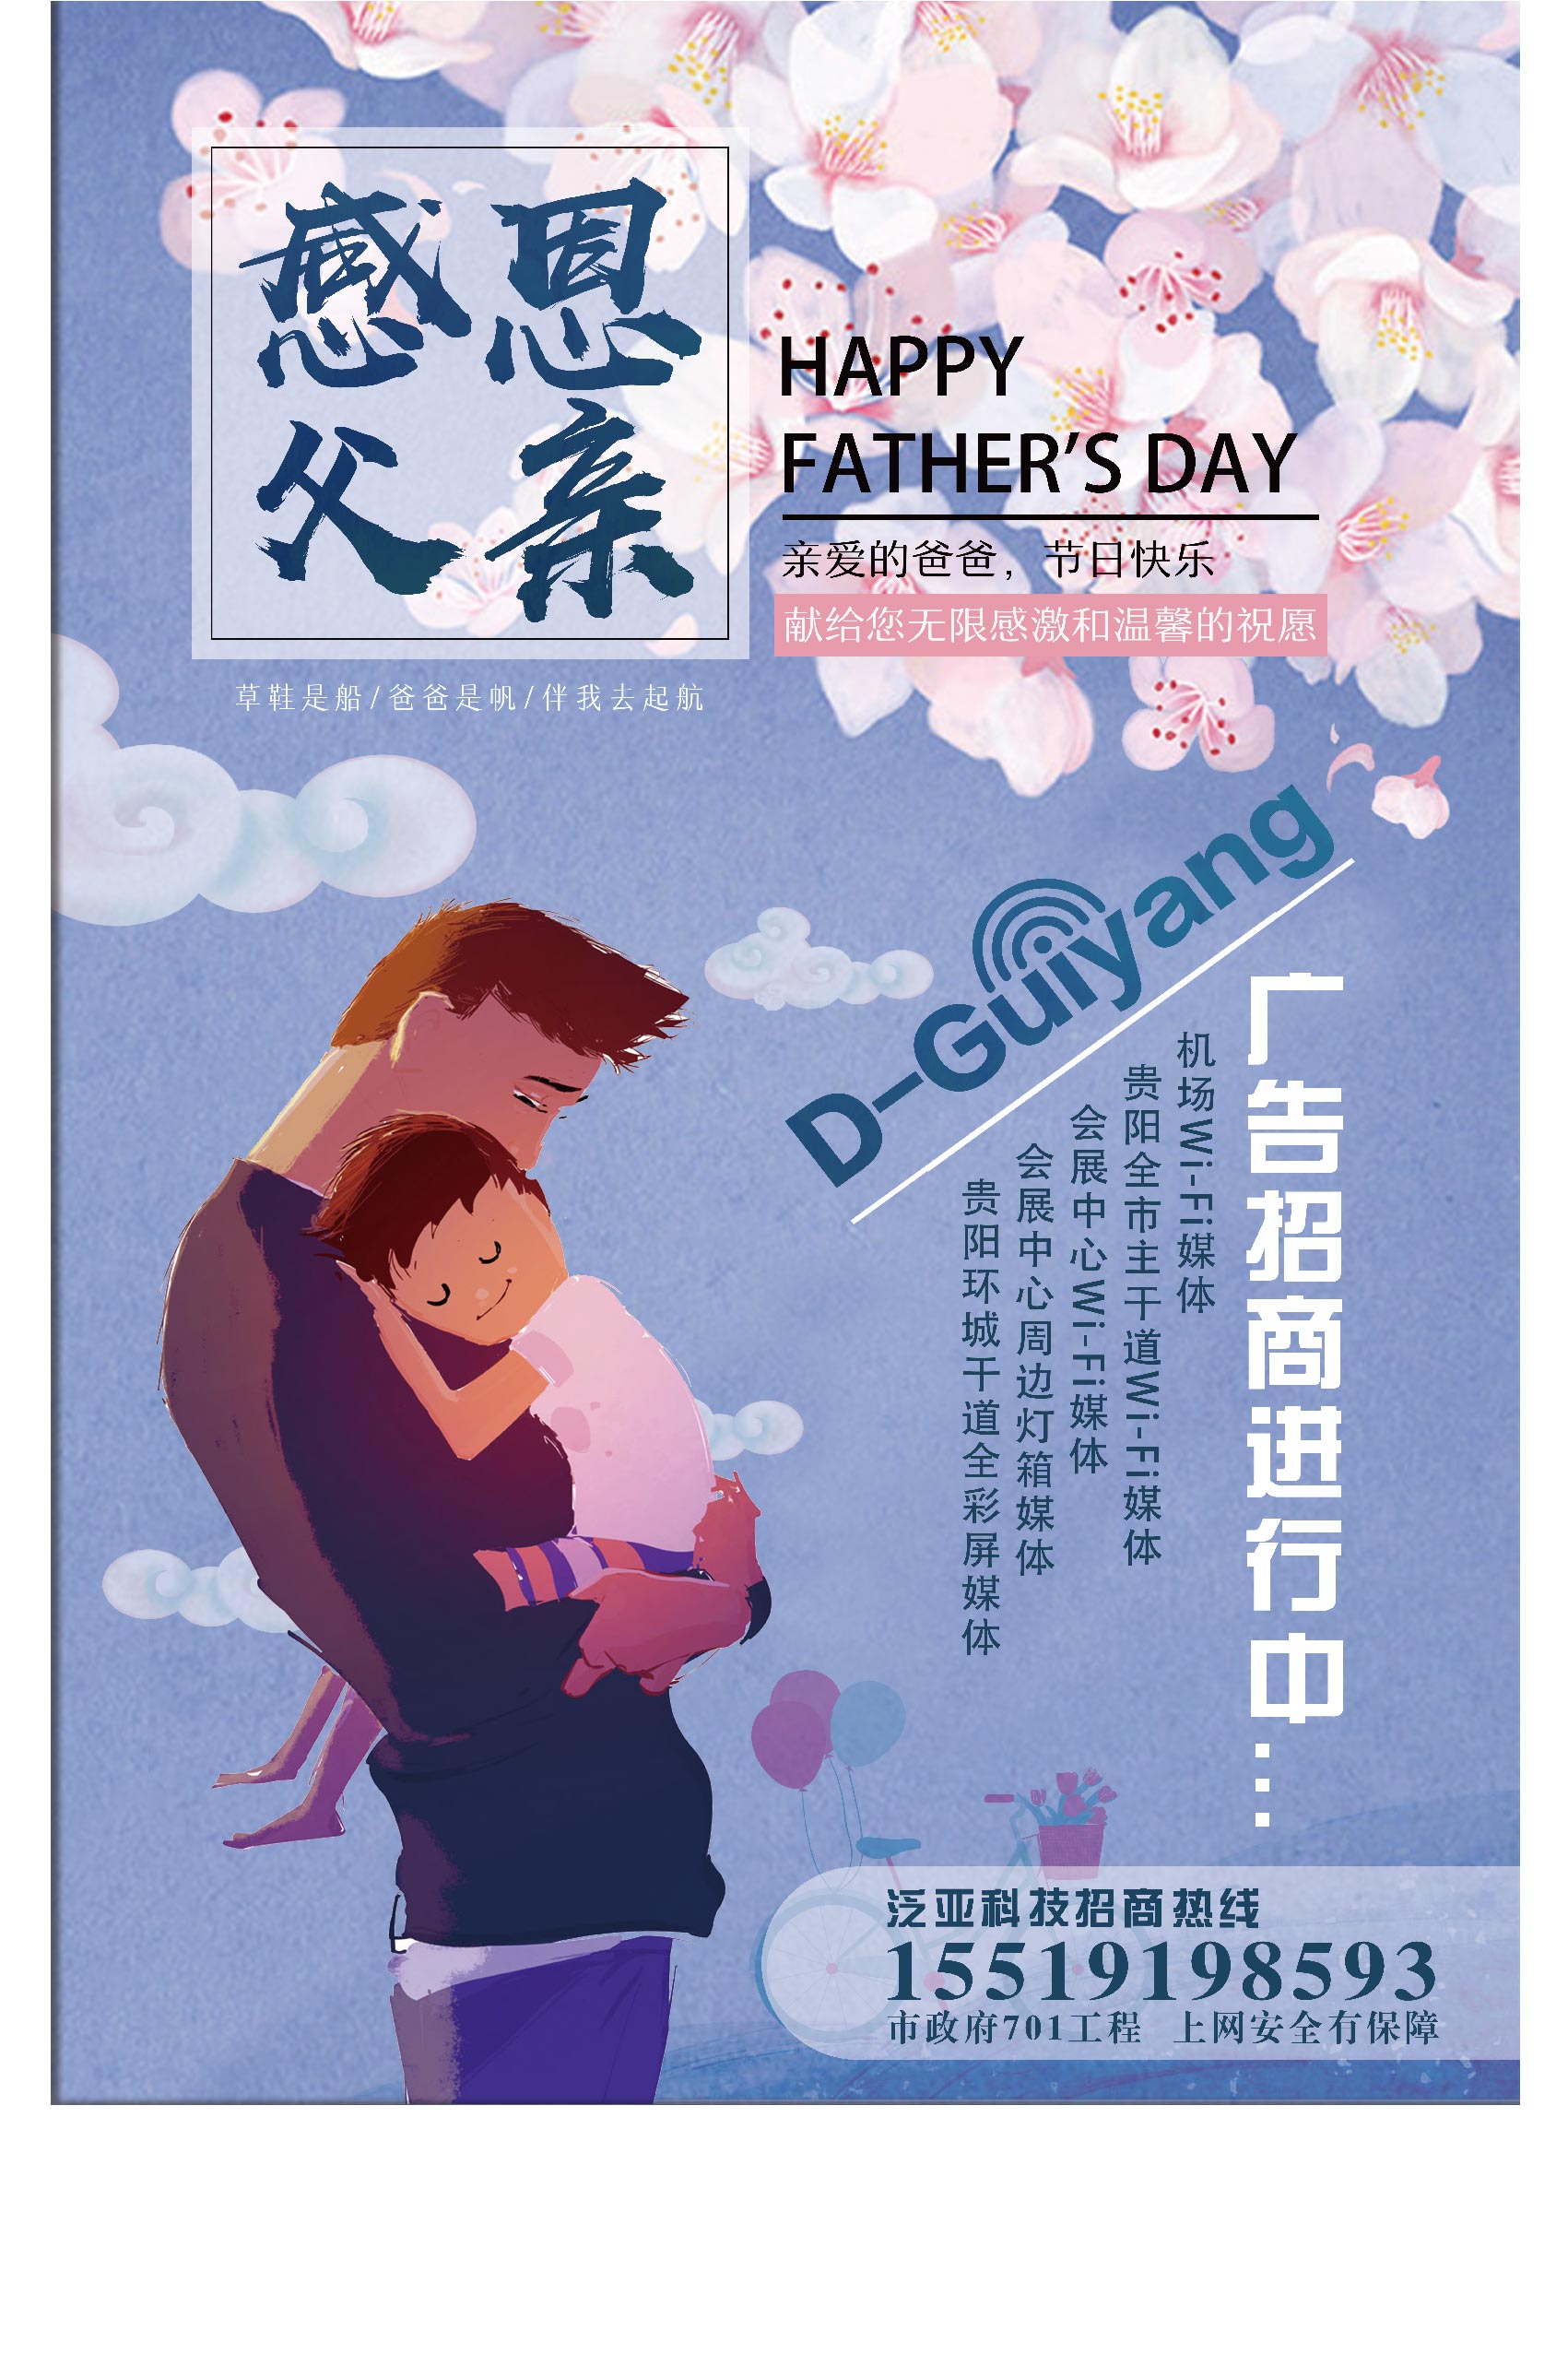 感恩
父亲
HAPPY
FATHER'S DAY
亲爱的爸爸，节日快乐
献给您无限感激和温馨的祝愿
草鞋是船/爸爸是帆/伴我去起航
D-Guiyang
广告招商进行中...
机场Wi-Fi媒体
贵阳全市主干道Wi-Fi媒体
会展中心Wi-Fi媒体
会展中心周边灯箱媒体
贵阳环城干道全彩屏媒体
泛亚科技招商热线
15519198593
市政府701工程 上网安全有保障